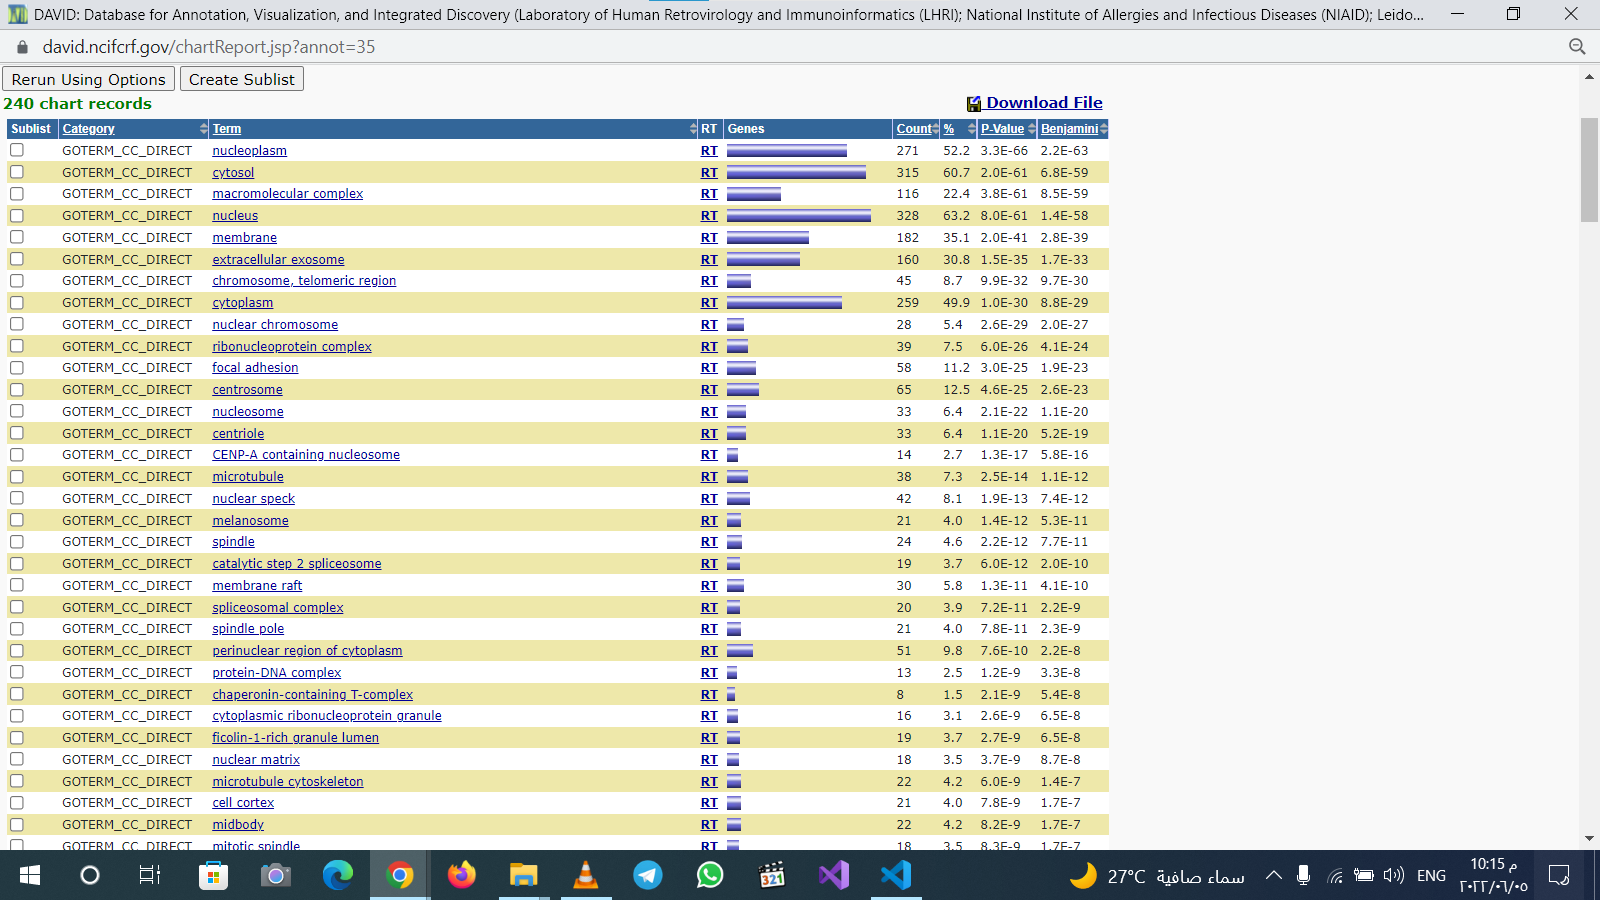 DAVID: Database for Annotation, Visualization, and Integrated Discovery (Laboratory of Human Retrovirology and Immunoinformatics (LHRI); National Institute of Allergies and Infectious Diseases (NIAID); Leido...
david.ncifcrf.gov/chartReport.jsp?annot=35
Rerun Using Options Create Sublist
240 chart records Download File
Sublist Category Term RT Genes Count % P-Value Benjamini
GOTERM_CC_DIRECT nucleoplasm RT 271 52.2 3.3E-66 2.2E-63
GOTERM_CC_DIRECT cytosol RT 315 60.7 2.0E-61 6.8E-59
GOTERM_CC_DIRECT macromolecular complex RT 116 22.4 3.8E-61 8.5E-59
GOTERM_CC_DIRECT nucleus RT 328 63.2 8.0E-61 1.4E-58
GOTERM_CC_DIRECT membrane RT 182 35.1 2.0E-41 2.8E-39
GOTERM_CC_DIRECT extracellular exosome RT 160 30.8 1.5E-35 1.7E-33
GOTERM_CC_DIRECT chromosome, telomeric region RT 45 8.7 9.9E-32 9.7E-30
GOTERM_CC_DIRECT cytoplasm RT 259 49.9 1.0E-30 8.8E-29
GOTERM_CC_DIRECT nuclear chromosome RT 28 5.4 2.6E-29 2.0E-27
GOTERM_CC_DIRECT ribonucleoprotein complex RT 39 7.5 6.0E-26 4.1E-24
GOTERM_CC_DIRECT focal adhesion RT 58 11.2 3.0E-25 1.9E-23
GOTERM_CC_DIRECT centrosome RT 65 12.5 4.6E-25 2.6E-23
GOTERM_CC_DIRECT nucleosome RT 33 6.4 2.1E-22 1.1E-20
GOTERM_CC_DIRECT centriole RT 33 6.4 1.1E-20 5.2E-19
GOTERM_CC_DIRECT CENP-A containing nucleosome RT 14 2.7 1.3E-17 5.8E-16
GOTERM_CC_DIRECT microtubule RT 38 7.3 2.5E-14 1.1E-12
GOTERM_CC_DIRECT nuclear speck RT 42 8.1 1.9E-13 7.4E-12
GOTERM_CC_DIRECT melanosome RT 21 4.0 1.4E-12 5.3E-11
GOTERM_CC_DIRECT spindle RT 24 4.6 2.2E-12 7.7E-11
GOTERM_CC_DIRECT catalytic step 2 spliceosome RT 19 3.7 6.0E-12 2.0E-10
GOTERM_CC_DIRECT membrane raft RT 30 5.8 1.3E-11 4.1E-10
GOTERM_CC_DIRECT spliceosomal complex RT 20 3.9 7.2E-11 2.2E-9
GOTERM_CC_DIRECT spindle pole RT 21 4.0 7.8E-11 2.3E-9
GOTERM_CC_DIRECT perinuclear region of cytoplasm RT 51 9.8 7.6E-10 2.2E-8
GOTERM_CC_DIRECT protein-DNA complex RT 13 2.5 1.2E-9 3.3E-8
GOTERM_CC_DIRECT chaperonin-containing T-complex RT 8 1.5 2.1E-9 5.4E-8
GOTERM_CC_DIRECT cytoplasmic ribonucleoprotein granule RT 16 3.1 2.6E-9 6.5E-8
GOTERM_CC_DIRECT ficolin-1-rich granule lumen RT 19 3.7 2.7E-9 6.5E-8
GOTERM_CC_DIRECT nuclear matrix RT 18 3.5 3.7E-9 8.7E-8
GOTERM_CC_DIRECT microtubule cytoskeleton RT 22 4.2 6.0E-9 1.4E-7
GOTERM_CC_DIRECT cell cortex RT 21 4.0 7.8E-9 1.7E-7
GOTERM_CC_DIRECT midbody RT 22 4.2 8.2E-9 1.7E-7
GOTERM_CC_DIRECT mitotic spindle RT 18 3.5 8.3E-9 1.7E-7
321 27°C سماء صافية ENG 10:15 م
٢٠٢٢/٠٦/٠٥